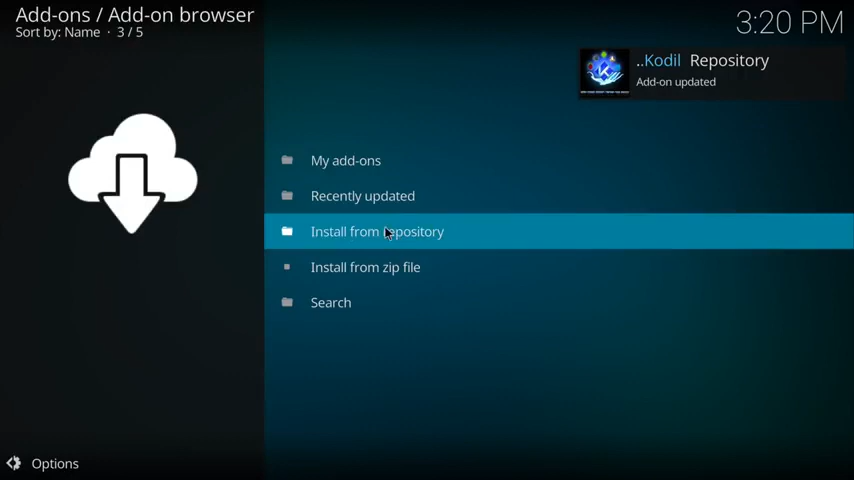 Add-ons / Add-on browser
Sort by: Name · 3 / 5
3:20 PM
..Kodil Repository
Add-on updated
My add-ons
Recently updated
Install from repository
Install from zip file
Search
Options